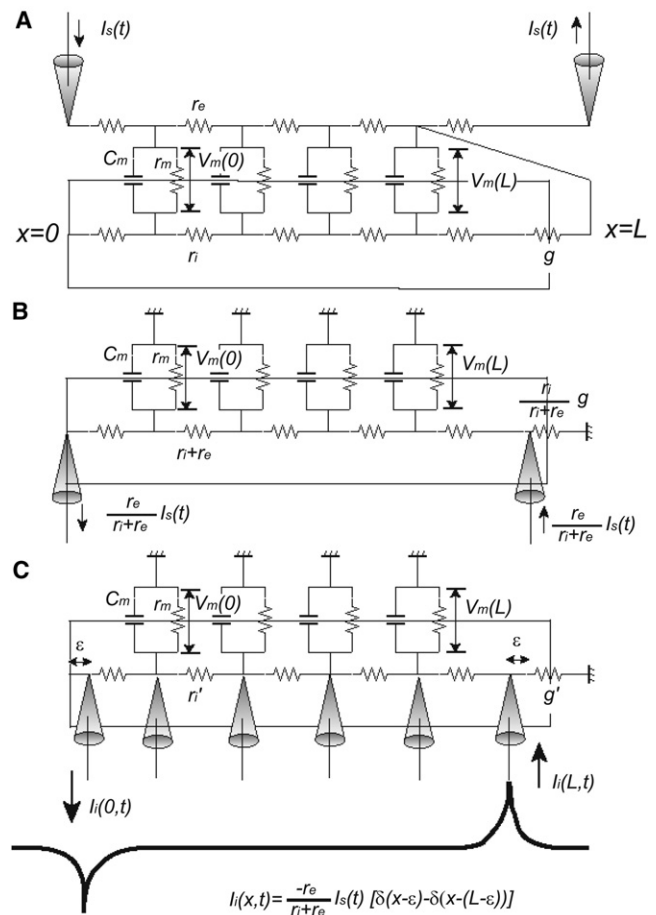 A
Is(t)
Is(t)
re
Cm
rm
Vm(0)
Vm(L)
x=0
x=L
ri
g
B
Cm
rm
Vm(0)
Vm(L)
ri
ri+re
g
ri+re
re
ri+re
Is(t)
re
ri+re
Is(t)
C
Cm
rm
Vm(0)
Vm(L)
ε
ε
ri'
g'
Ii(0,t)
Ii(L,t)
Ii(x,t)= -re / ri+re Is(t) [δ(x-ε)-δ(x-(L-ε))]